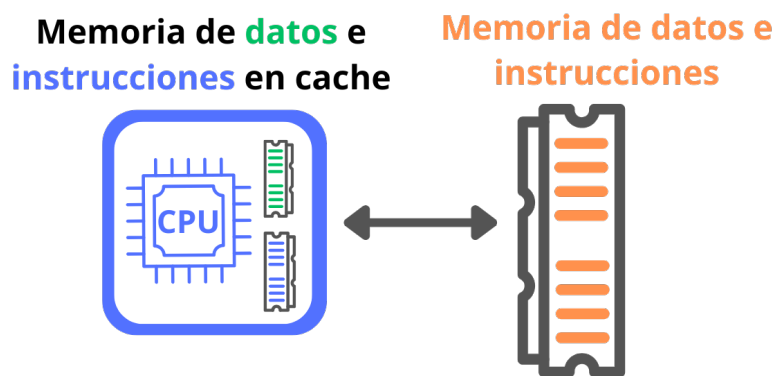 Memoria de datos e
instrucciones en cache
Memoria de datos e
instrucciones
CPU